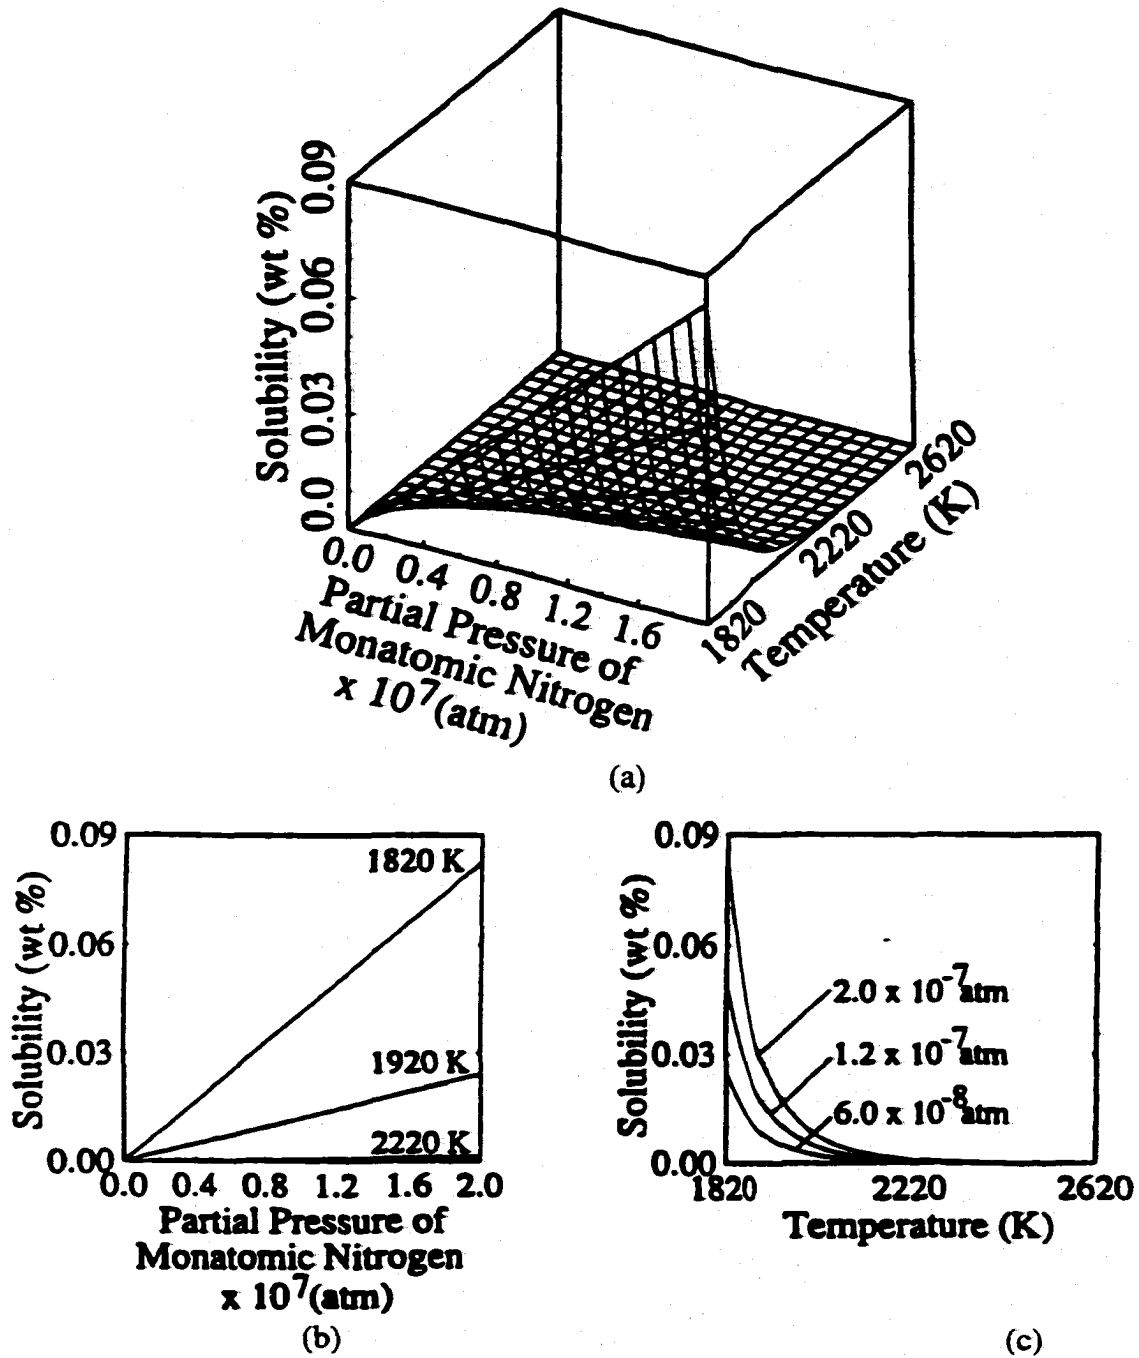 Solubility (wt %)
0.09
0.06
0.03
0.0
0.0 0.4 0.8 1.2 1.6
Partial Pressure of
Monatomic Nitrogen
x 10⁷(atm)
1820 2220 2620
Temperature (K)
(a)
Solubility (wt %)
0.09
0.06
0.03
0.00
1820 K
1920 K
2220 K
0.0 0.4 0.8 1.2 1.6 2.0
Partial Pressure of
Monatomic Nitrogen
x 10⁷(atm)
(b)
Solubility (wt %)
0.09
0.06
0.03
0.00
2.0 x 10⁻⁷atm
1.2 x 10⁻⁷atm
6.0 x 10⁻⁸atm
1820 2220 2620
Temperature (K)
(c)